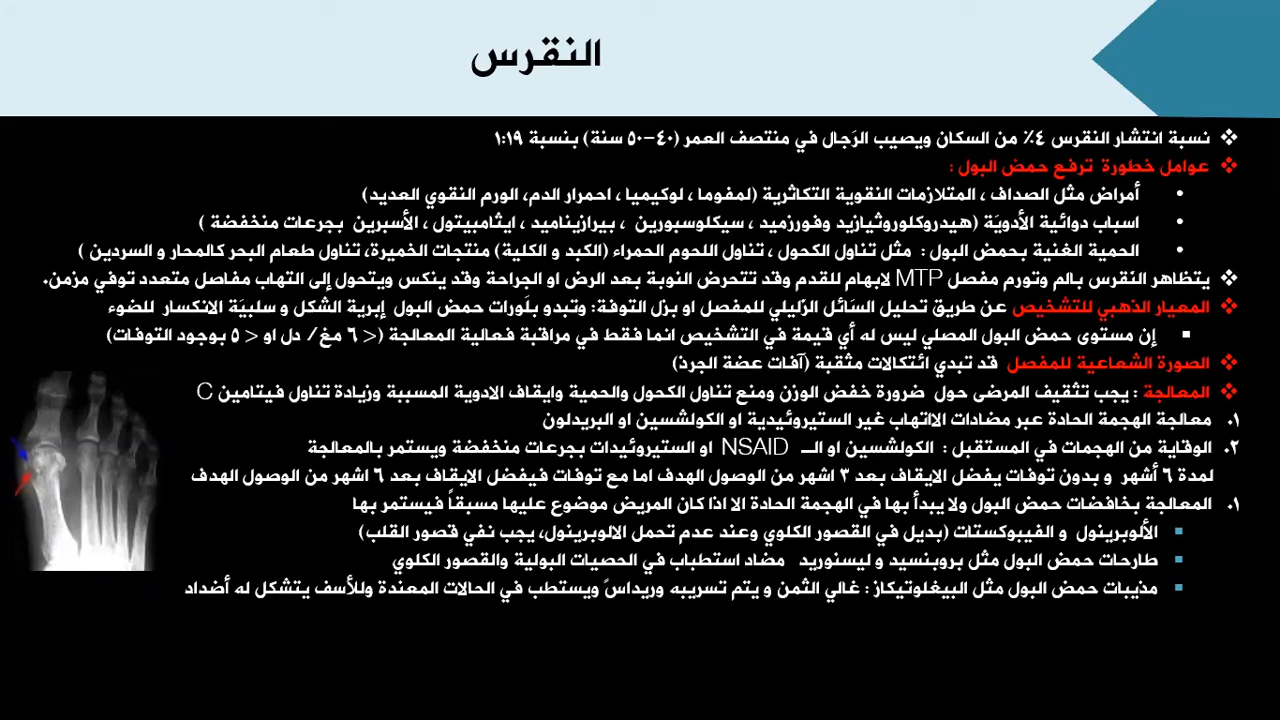 النقرس
❖ نسبة انتشار النقرس ٤٪ من السكان ويصيب الرّجال في منتصف العمر (٤٠-٥٠ سنة) بنسبة ١:١٩
❖ عوامل خطورة ترفع حمض البول :
• أمراض مثل الصداف ، المتلازمات النقوية التكاثرية (لمفوما ، لوكيميا ، احمرار الدم، الورم النقوي العديد)
• اسباب دوائية الأدويَة (هيدروكلوروثيازيد وفورزميد ، سيكلوسبورين ، بيرازيناميد ، ايثامبيتول ، الأسبرين بجرعات منخفضة )
• الحمية الغنية بحمض البول : مثل تناول الكحول ، تناول اللحوم الحمراء (الكبد و الكلية) منتجات الخميرة، تناول طعام البحر كالمحار و السردين )
❖ يتظاهر النّقرس بالم وتورم مفصل MTP لابهام للقدم وقد تتحرض النوبة بعد الرض او الجراحة وقد ينكس ويتحول إلى التهاب مفاصل متعدد توفي مزمن.
❖ المعيار الذهبي للتشخيص عن طريق تحليل السّائل الزّليلي للمفصل او بزل التوفة: وتبدو بلّورات حمض البول إبرية الشكل و سلبيَة الانكسار للضوء
▪ إن مستوى حمض البول المصلي ليس له أي قيمة في التشخيص انما فقط في مراقبة فعالية المعالجة (< ٦ مغ/ دل او < ٥ بوجود التوفات)
❖ الصورة الشعاعية للمفصل قد تبدي ائتكالات مثقبة (آفات عضة الجرذ)
❖ المعالجة : يجب تثقيف المرضى حول ضرورة خفض الوزن ومنع تناول الكحول والحمية وايقاف الادوية المسببة وزيادة تناول فيتامين C
١. معالجة الهجمة الحادة عبر مضادات الااتهاب غير الستيروئيدية او الكولشسين او البريدلون
٢. الوقاية من الهجمات في المستقبل : الكولشسين او الــ NSAID او الستيروئيدات بجرعات منخفضة ويستمر بالمعالجة
لمدة ٦ أشهر و بدون توفات يفضل الايقاف بعد ٣ اشهر من الوصول الهدف اما مع توفات فيفضل الايقاف بعد ٦ اشهر من الوصول الهدف
١. المعالجة بخافضات حمض البول ولا يبدأ بها في الهجمة الحادة الا اذا كان المريض موضوع عليها مسبقاً فيستمر بها
▪ الألوبرينول و الفيبوكستات (بديل في القصور الكلوي وعند عدم تحمل الالوبرينول، يجب نفي قصور القلب)
▪ طارحات حمض البول مثل بروبنسيد و ليسنوريد مضاد استطباب في الحصيات البولية والقصور الكلوي
▪ مذيبات حمض البول مثل البيغلوتيكاز : غالي الثمن و يتم تسريبه وريداسً ويستطب في الحالات المعندة وللأسف يتشكل له أضداد